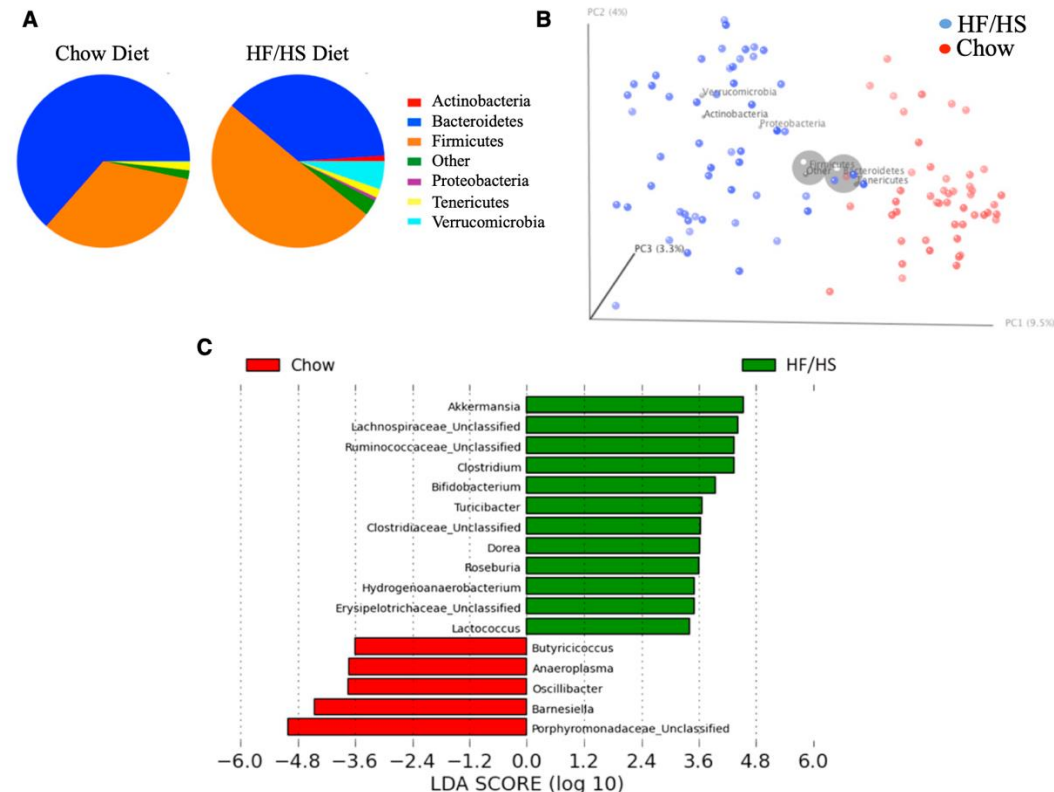 A
Chow Diet
HF/HS Diet
Actinobacteria
Bacteroidetes
Firmicutes
Other
Proteobacteria
Tenericutes
Verrucomicrobia
B
PC2 (4%)
HF/HS
Chow
Verrucomicrobia
Actinobacteria
Proteobacteria
Firmicutes
Other
Bacteroidetes
Tenericutes
PC3 (3.3%)
PC1 (9.5%)
C
Chow
HF/HS
Akkermansia
Lachnospiraceae_Unclassified
Ruminococcaceae_Unclassified
Clostridium
Bifidobacterium
Turicibacter
Clostridiaceae_Unclassified
Dorea
Roseburia
Hydrogenoanaerobacterium
Erysipelotrichaceae_Unclassified
Lactococcus
Butyricicoccus
Anaeroplasma
Oscillibacter
Barnesiella
Porphyromonadaceae_Unclassified
−6.0 −4.8 −3.6 −2.4 −1.2 0.0 1.2 2.4 3.6 4.8 6.0
LDA SCORE (log 10)